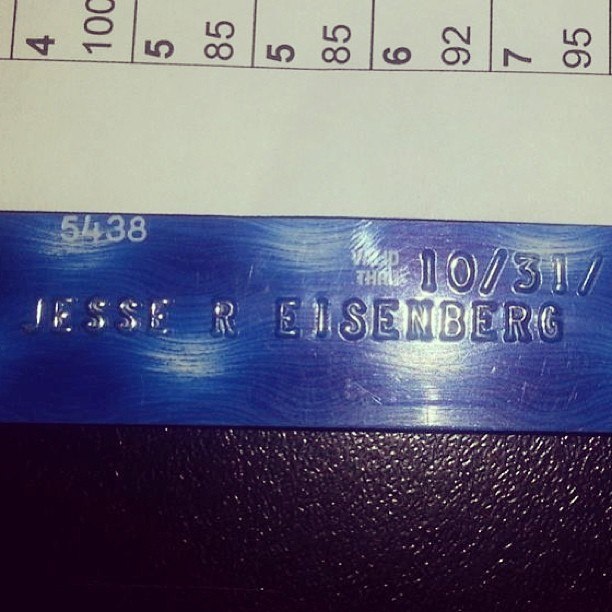 4 100 5 85 5 85 6 92 7 95
5438
VALID
THRU 10/31/
JESSE R EISENBERG